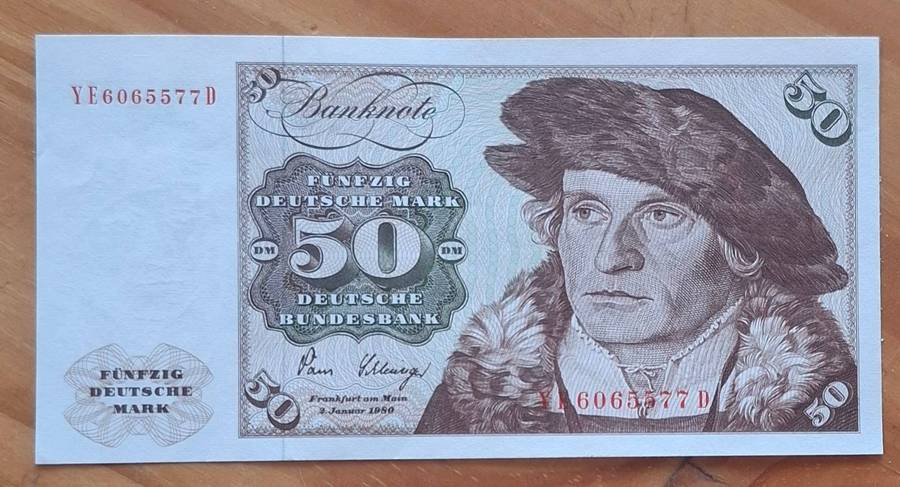 YE6065577D
50
Banknote
50
FÜNFZIG
DEUTSCHE MARK
DM 50 DM
DEUTSCHE
BUNDESBANK
FÜNFZIG
DEUTSCHE
MARK
50
Frankfurt am Main
2. Januar 1980
YE6065577D
50